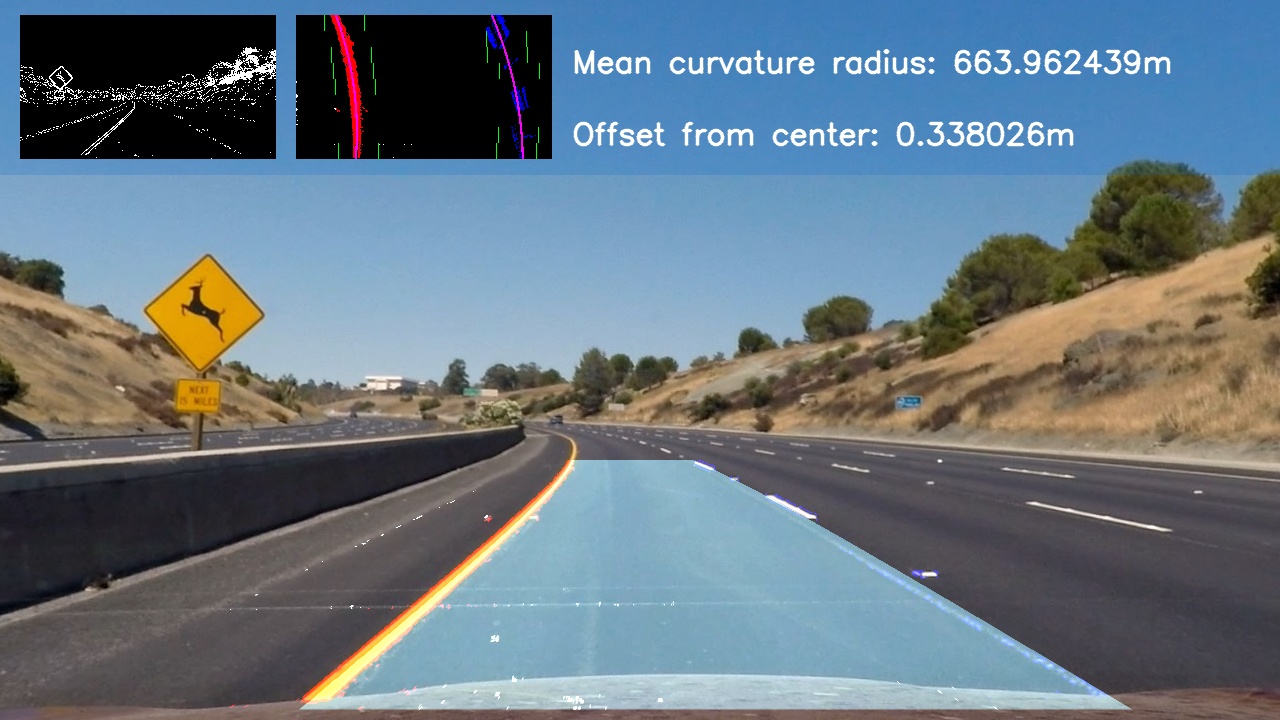 Mean curvature radius: 663.962439m
Offset from center: 0.338026m
NEXT
15 MILES